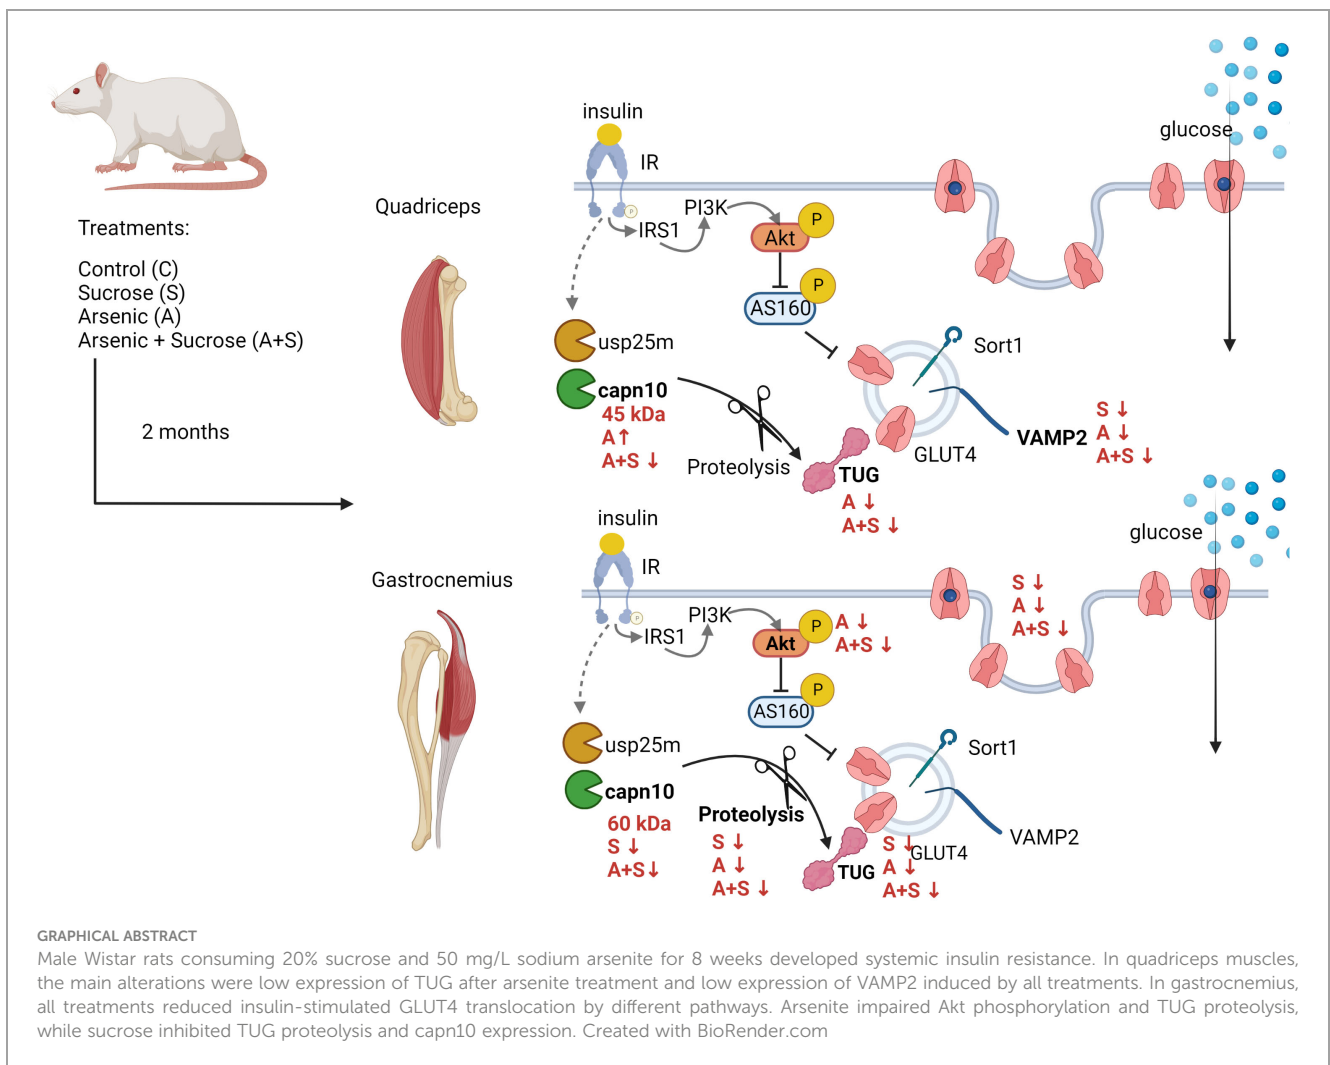 Treatments:
Control (C)
Sucrose (S)
Arsenic (A)
Arsenic + Sucrose (A+S)
2 months
Quadriceps
insulin
IR
P
IRS1
PI3K
Akt
P
AS160
P
glucose
usp25m
capn10
45 kDa
A↑
A+S ↓
Proteolysis
TUG
A ↓
A+S ↓
Sort1
GLUT4
VAMP2
S ↓
A ↓
A+S ↓
Gastrocnemius
insulin
IR
P
IRS1
PI3K
Akt
P
A ↓
A+S ↓
AS160
P
S ↓
A ↓
A+S ↓
glucose
usp25m
capn10
60 kDa
S ↓
A+S↓
Proteolysis
S ↓
A ↓
A+S ↓
TUG
S ↓
A ↓
A+S ↓
GLUT4
Sort1
VAMP2
GRAPHICAL ABSTRACT
Male Wistar rats consuming 20% sucrose and 50 mg/L sodium arsenite for 8 weeks developed systemic insulin resistance. In quadriceps muscles,
the main alterations were low expression of TUG after arsenite treatment and low expression of VAMP2 induced by all treatments. In gastrocnemius,
all treatments reduced insulin-stimulated GLUT4 translocation by different pathways. Arsenite impaired Akt phosphorylation and TUG proteolysis,
while sucrose inhibited TUG proteolysis and capn10 expression. Created with BioRender.com